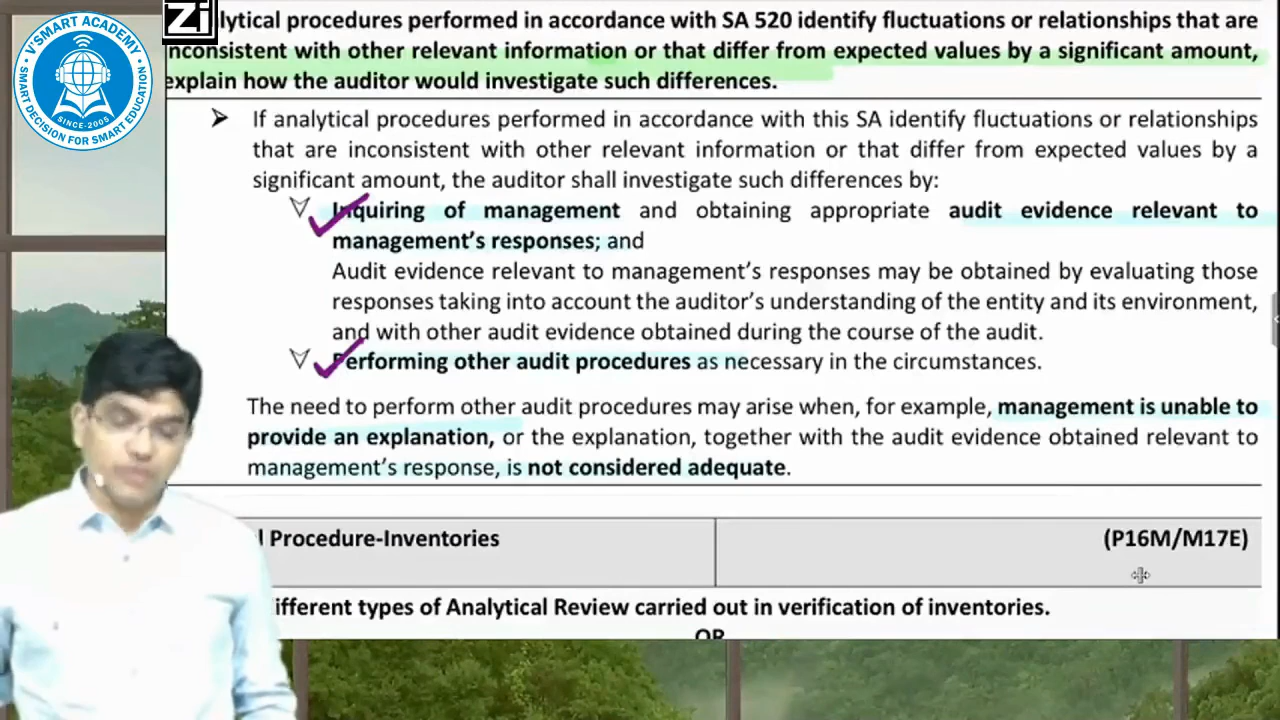 V'SMART ACADEMY
SINCE-2005
SMART DECISION FOR SMART EDUCATION
Zi
lytical procedures performed in accordance with SA 520 identify fluctuations or relationships that are
inconsistent with other relevant information or that differ from expected values by a significant amount,
explain how the auditor would investigate such differences.
If analytical procedures performed in accordance with this SA identify fluctuations or relationships
that are inconsistent with other relevant information or that differ from expected values by a
significant amount, the auditor shall investigate such differences by:
Inquiring of management and obtaining appropriate audit evidence relevant to
management's responses; and
Audit evidence relevant to management's responses may be obtained by evaluating those
responses taking into account the auditor's understanding of the entity and its environment,
and with other audit evidence obtained during the course of the audit.
Performing other audit procedures as necessary in the circumstances.
The need to perform other audit procedures may arise when, for example, management is unable to
provide an explanation, or the explanation, together with the audit evidence obtained relevant to
management's response, is not considered adequate.
l Procedure-Inventories (P16M/M17E)
ifferent types of Analytical Review carried out in verification of inventories.
OR